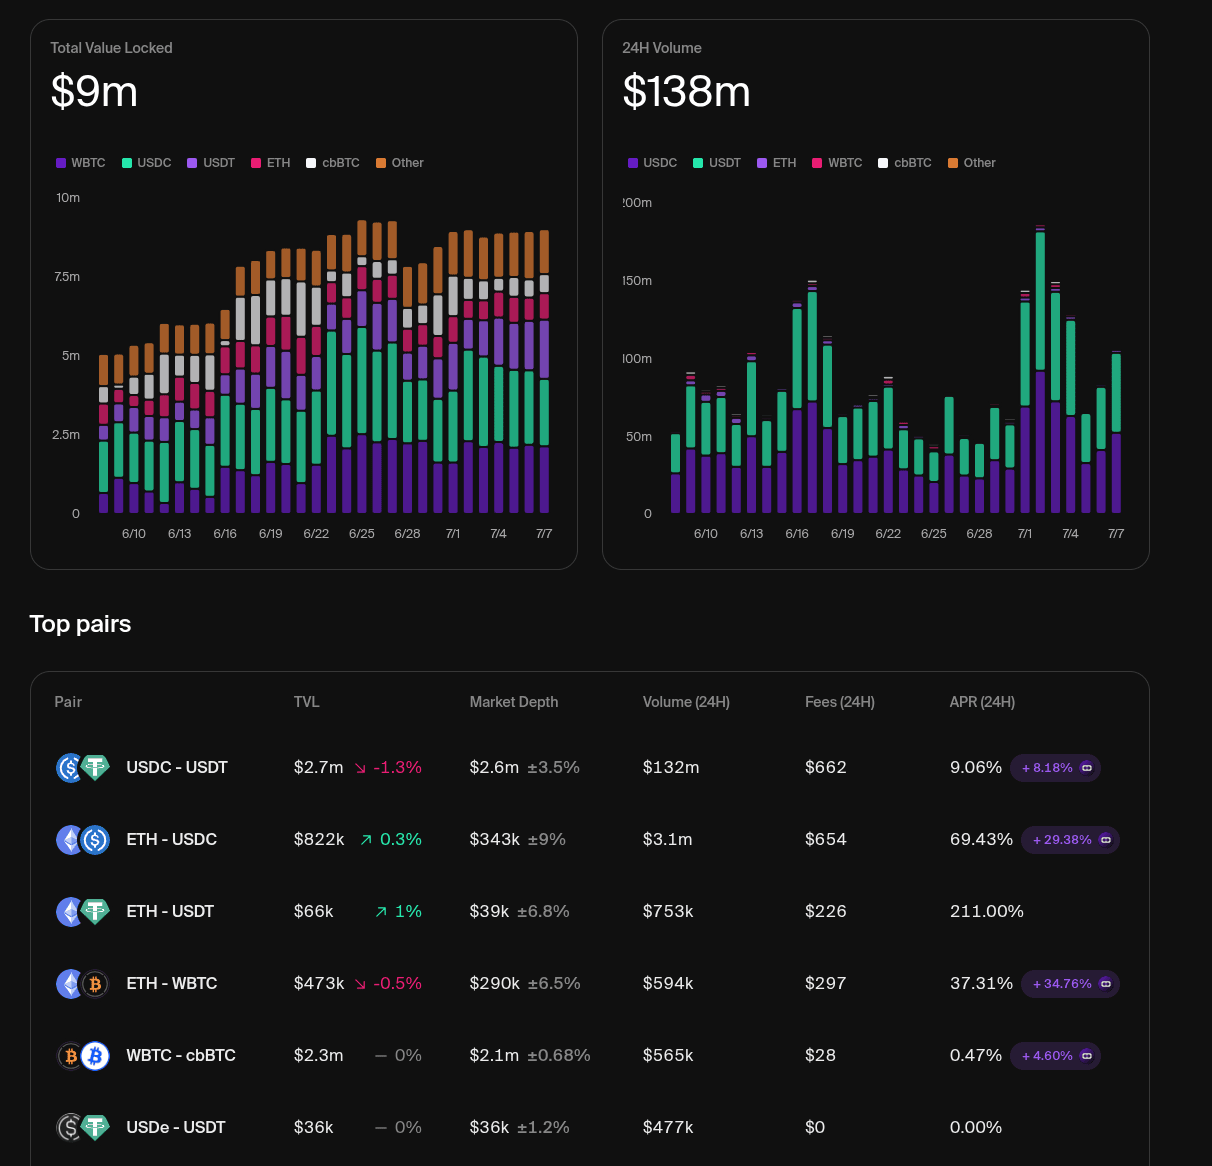 Total Value Locked
$9m
WBTC USDC USDT ETH cbBTC Other
10m
7.5m
5m
2.5m
0
6/10 6/13 6/16 6/19 6/22 6/25 6/28 7/1 7/4 7/7
24H Volume
$138m
USDC USDT ETH WBTC cbBTC Other
200m
150m
100m
50m
0
6/10 6/13 6/16 6/19 6/22 6/25 6/28 7/1 7/4 7/7
Top pairs
Pair TVL Market Depth Volume (24H) Fees (24H) APR (24H)
USDC - USDT $2.7m ↘ -1.3% $2.6m ±3.5% $132m $662 9.06% + 8.18%
ETH - USDC $822k ↗ 0.3% $343k ±9% $3.1m $654 69.43% + 29.38%
ETH - USDT $66k ↗ 1% $39k ±6.8% $753k $226 211.00%
ETH - WBTC $473k ↘ -0.5% $290k ±6.5% $594k $297 37.31% + 34.76%
WBTC - cbBTC $2.3m — 0% $2.1m ±0.68% $565k $28 0.47% + 4.60%
USDe - USDT $36k — 0% $36k ±1.2% $477k $0 0.00%